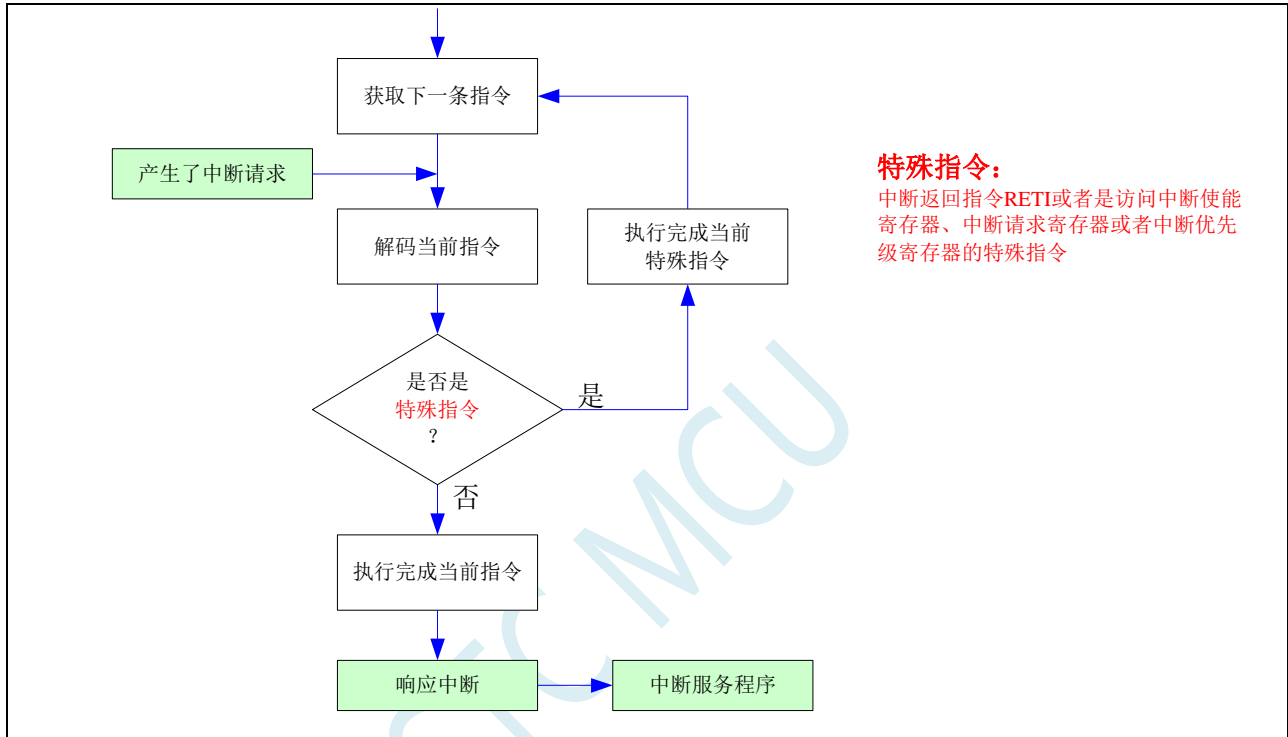 获取下一条指令
产生了中断请求
特殊指令：
中断返回指令RETI或者是访问中断使能
寄存器、中断请求寄存器或者中断优先
级寄存器的特殊指令
解码当前指令
执行完成当前
特殊指令
是否是
特殊指令
？
是
否
执行完成当前指令
响应中断
中断服务程序
STC MCU